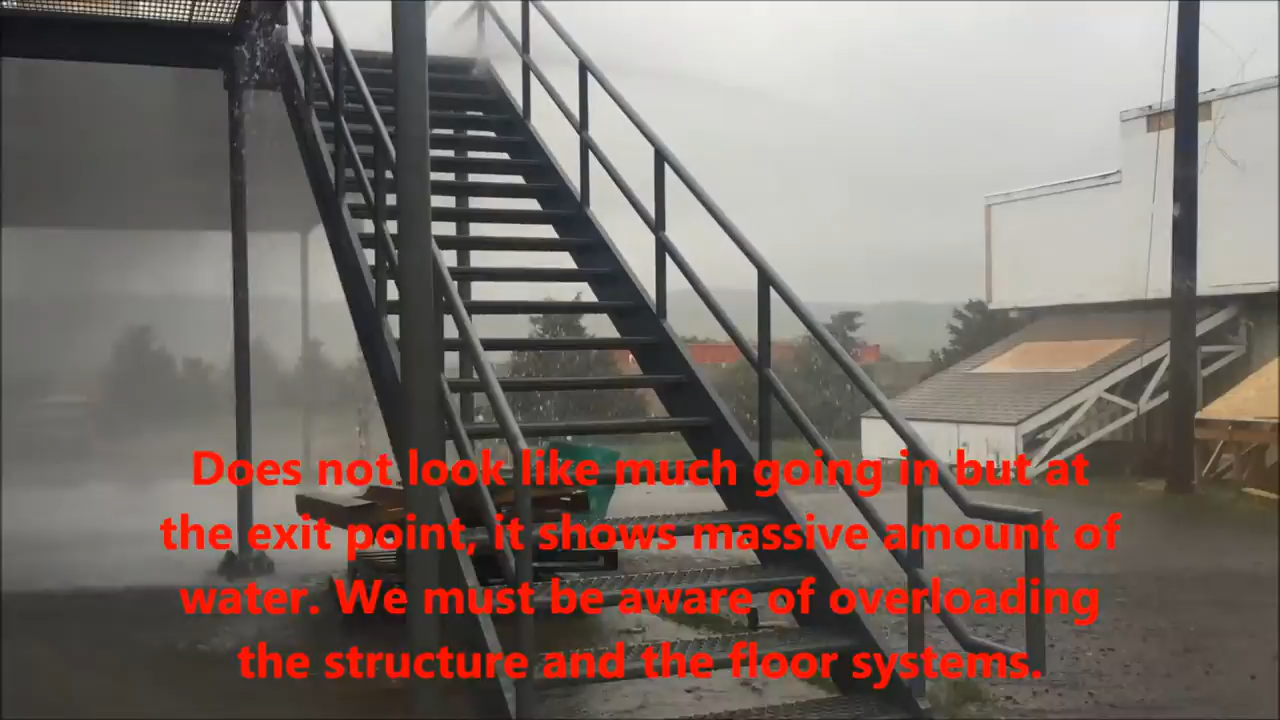 Does not look like much going in but at
the exit point, it shows massive amount of
water. We must be aware of overloading
the structure and the floor systems.